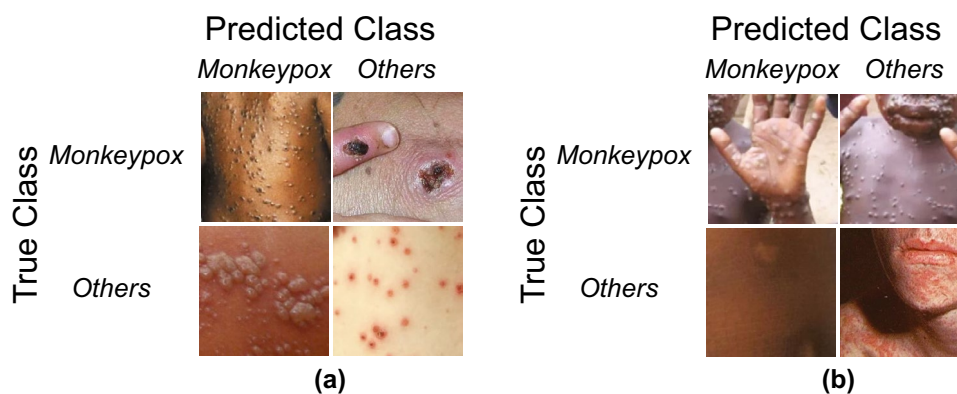 Predicted Class
Monkeypox Others
True Class
Monkeypox
Others
(a)
Predicted Class
Monkeypox Others
True Class
Monkeypox
Others
(b)